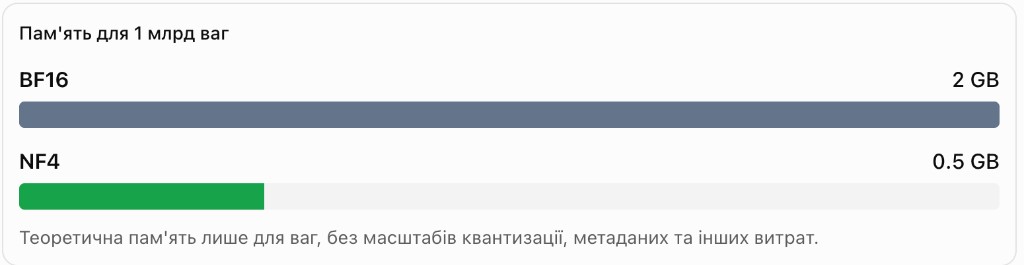 Пам'ять для 1 млрд ваг
BF16 2 GB
NF4 0.5 GB
Теоретична пам'ять лише для ваг, без масштабів квантизації, метаданих та інших витрат.